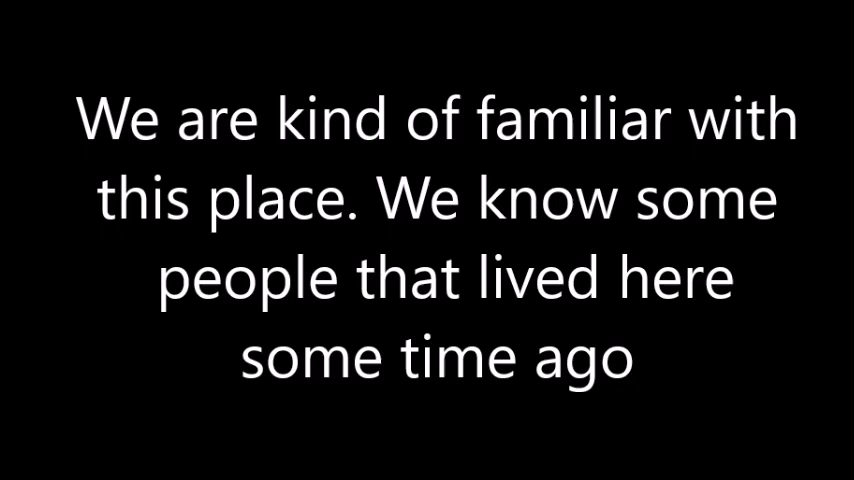 We are kind of familiar with
this place. We know some
people that lived here
some time ago